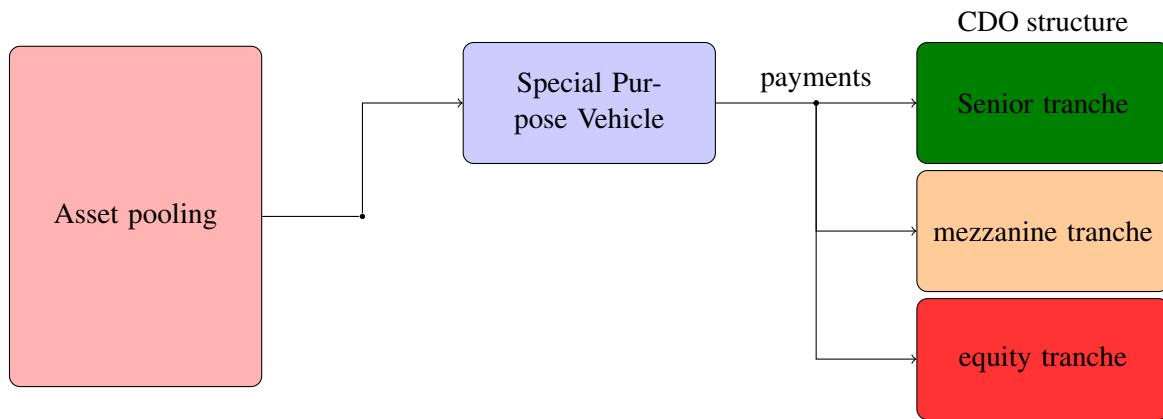 CDO structure
Asset pooling
Special Pur-
pose Vehicle
payments
Senior tranche
mezzanine tranche
equity tranche